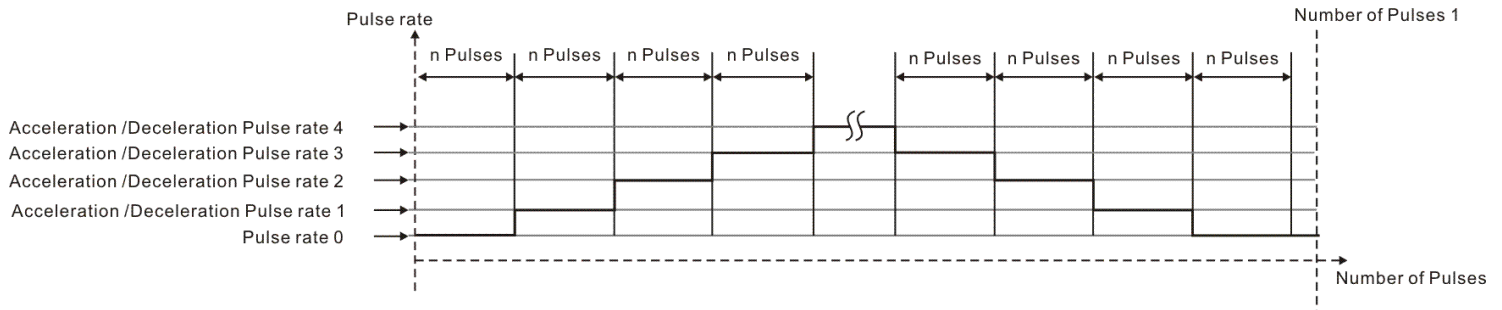 Pulse rate
Number of Pulses 1
n Pulses n Pulses n Pulses n Pulses n Pulses n Pulses n Pulses n Pulses
Acceleration /Deceleration Pulse rate 4
Acceleration /Deceleration Pulse rate 3
Acceleration /Deceleration Pulse rate 2
Acceleration /Deceleration Pulse rate 1
Pulse rate 0
Number of Pulses